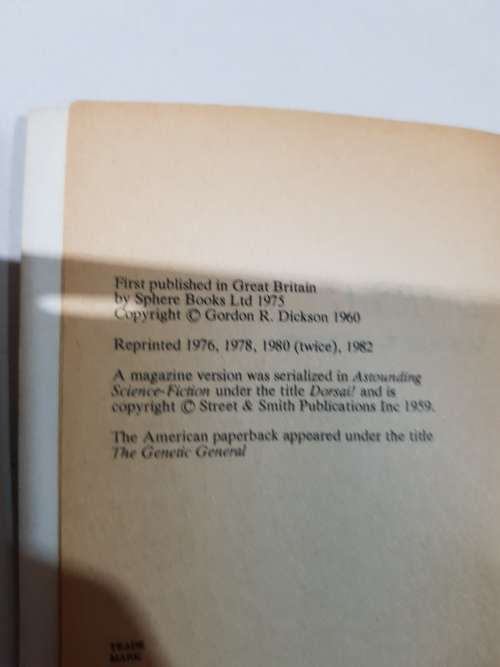 First published in Great Britain
by Sphere Books Ltd 1975
Copyright © Gordon R. Dickson 1960
Reprinted 1976, 1978, 1980 (twice), 1982
A magazine version was serialized in Astounding
Science-Fiction under the title Dorsai! and is
copyright © Street & Smith Publications Inc 1959.
The American paperback appeared under the title
The Genetic General
TRADE
MARK